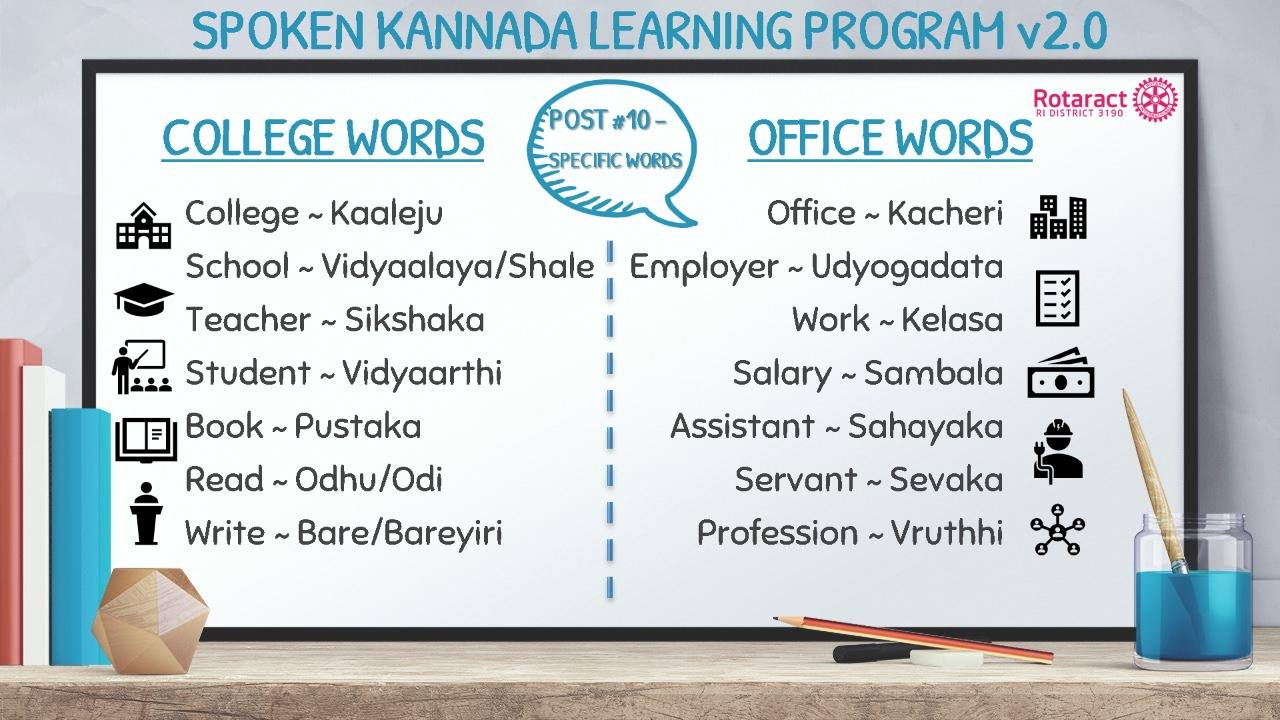 SPOKEN KANNADA LEARNING PROGRAM v2.0
Rotaract
RI DISTRICT 3190
POST #10 –
SPECIFIC WORDS
COLLEGE WORDS
College ~ Kaaleju
School ~ Vidyaalaya/Shale
Teacher ~ Sikshaka
Student ~ Vidyaarthi
Book ~ Pustaka
Read ~ Odhu/Odi
Write ~ Bare/Bareyiri
OFFICE WORDS
Office ~ Kacheri
Employer ~ Udyogadata
Work ~ Kelasa
Salary ~ Sambala
Assistant ~ Sahayaka
Servant ~ Sevaka
Profession ~ Vruthhi